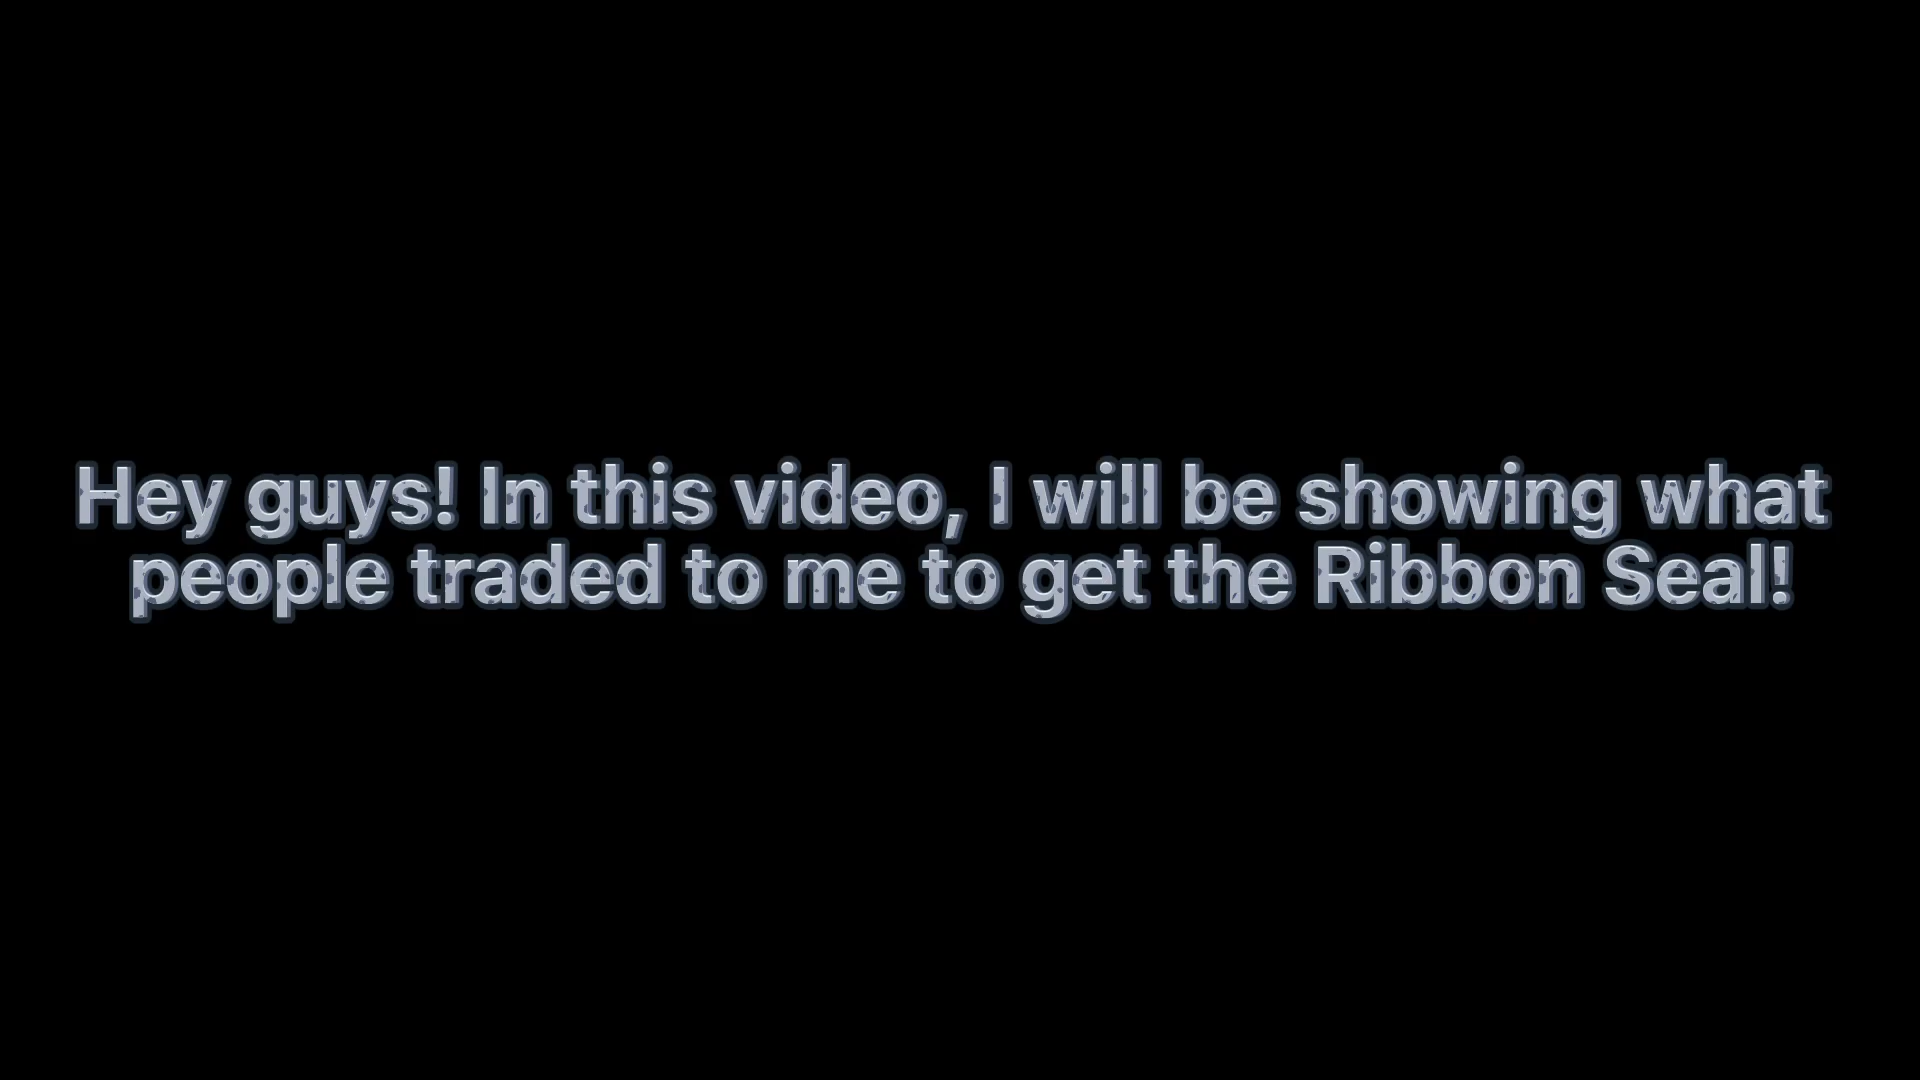 Hey guys! In this video, I will be showing what
people traded to me to get the Ribbon Seal!